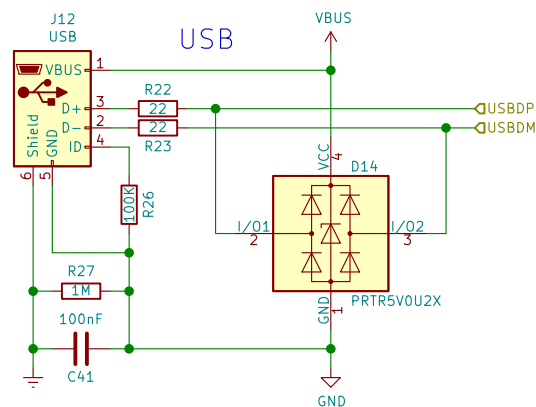 J12
USB
USB
VBUS
VBUS 1
R22
22
D+ 3
D- 2
22
R23
ID 4
USBDP
USBDM
Shield
GND
6
5
100K
R26
VCC
4
D14
I/O1
2
I/O2
3
R27
1M
GND
1
PRTR5V0U2X
100nF
C41
GND